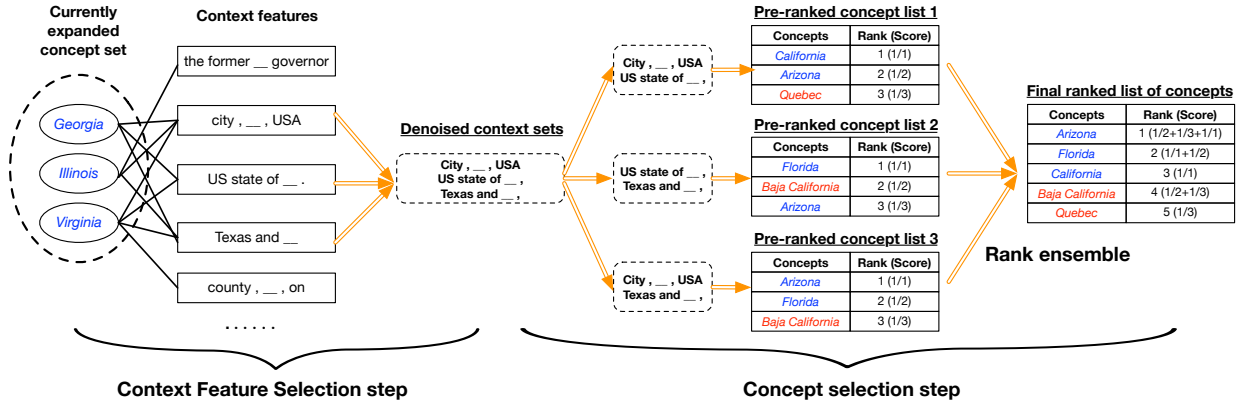 Currently
expanded
concept set
Georgia
Illinois
Virginia
Context features
the former __ governor
city , __ , USA
US state of __ .
Texas and __
county , __ , on
......
Context Feature Selection step
Denoised context sets
City , __ , USA
US state of __ ,
Texas and __ ,
City , __ , USA
US state of __ ,
US state of __ ,
Texas and __ ,
City , __ , USA
Texas and __ ,
Pre-ranked concept list 1
Concepts Rank (Score)
California 1 (1/1)
Arizona 2 (1/2)
Quebec 3 (1/3)
Pre-ranked concept list 2
Concepts Rank (Score)
Florida 1 (1/1)
Baja California 2 (1/2)
Arizona 3 (1/3)
Pre-ranked concept list 3
Concepts Rank (Score)
Arizona 1 (1/1)
Florida 2 (1/2)
Baja California 3 (1/3)
Final ranked list of concepts
Concepts Rank (Score)
Arizona 1 (1/2+1/3+1/1)
Florida 2 (1/1+1/2)
California 3 (1/1)
Baja California 4 (1/2+1/3)
Quebec 5 (1/3)
Rank ensemble
Concept selection step